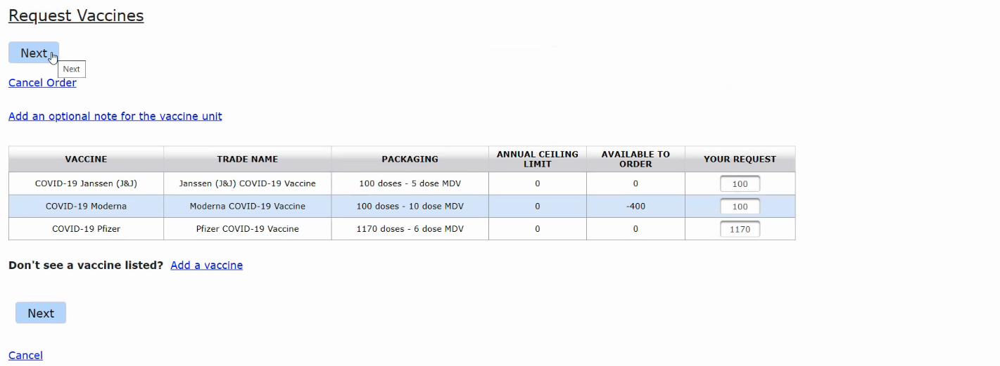 Request Vaccines
Next
Next
Cancel Order
Add an optional note for the vaccine unit
VACCINE TRADE NAME PACKAGING ANNUAL CEILING LIMIT AVAILABLE TO ORDER YOUR REQUEST
COVID-19 Janssen (J&J) Janssen (J&J) COVID-19 Vaccine 100 doses - 5 dose MDV 0 0 100
COVID-19 Moderna Moderna COVID-19 Vaccine 100 doses - 10 dose MDV 0 -400 100
COVID-19 Pfizer Pfizer COVID-19 Vaccine 1170 doses - 6 dose MDV 0 0 1170
Don't see a vaccine listed? Add a vaccine
Next
Cancel